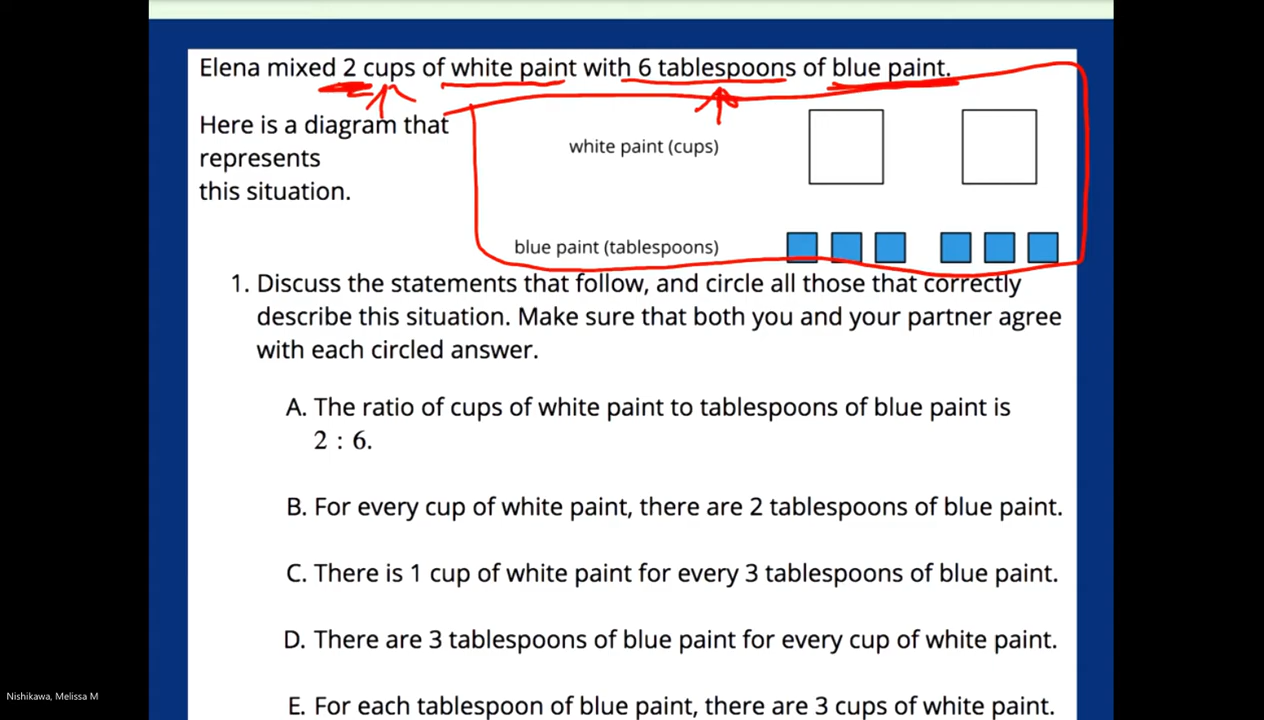 Elena mixed 2 cups of white paint with 6 tablespoons of blue paint.
Here is a diagram that
represents
this situation.
white paint (cups)
blue paint (tablespoons)
1. Discuss the statements that follow, and circle all those that correctly
describe this situation. Make sure that both you and your partner agree
with each circled answer.
A. The ratio of cups of white paint to tablespoons of blue paint is
2 : 6.
B. For every cup of white paint, there are 2 tablespoons of blue paint.
C. There is 1 cup of white paint for every 3 tablespoons of blue paint.
D. There are 3 tablespoons of blue paint for every cup of white paint.
E. For each tablespoon of blue paint, there are 3 cups of white paint.
Nishikawa, Melissa M